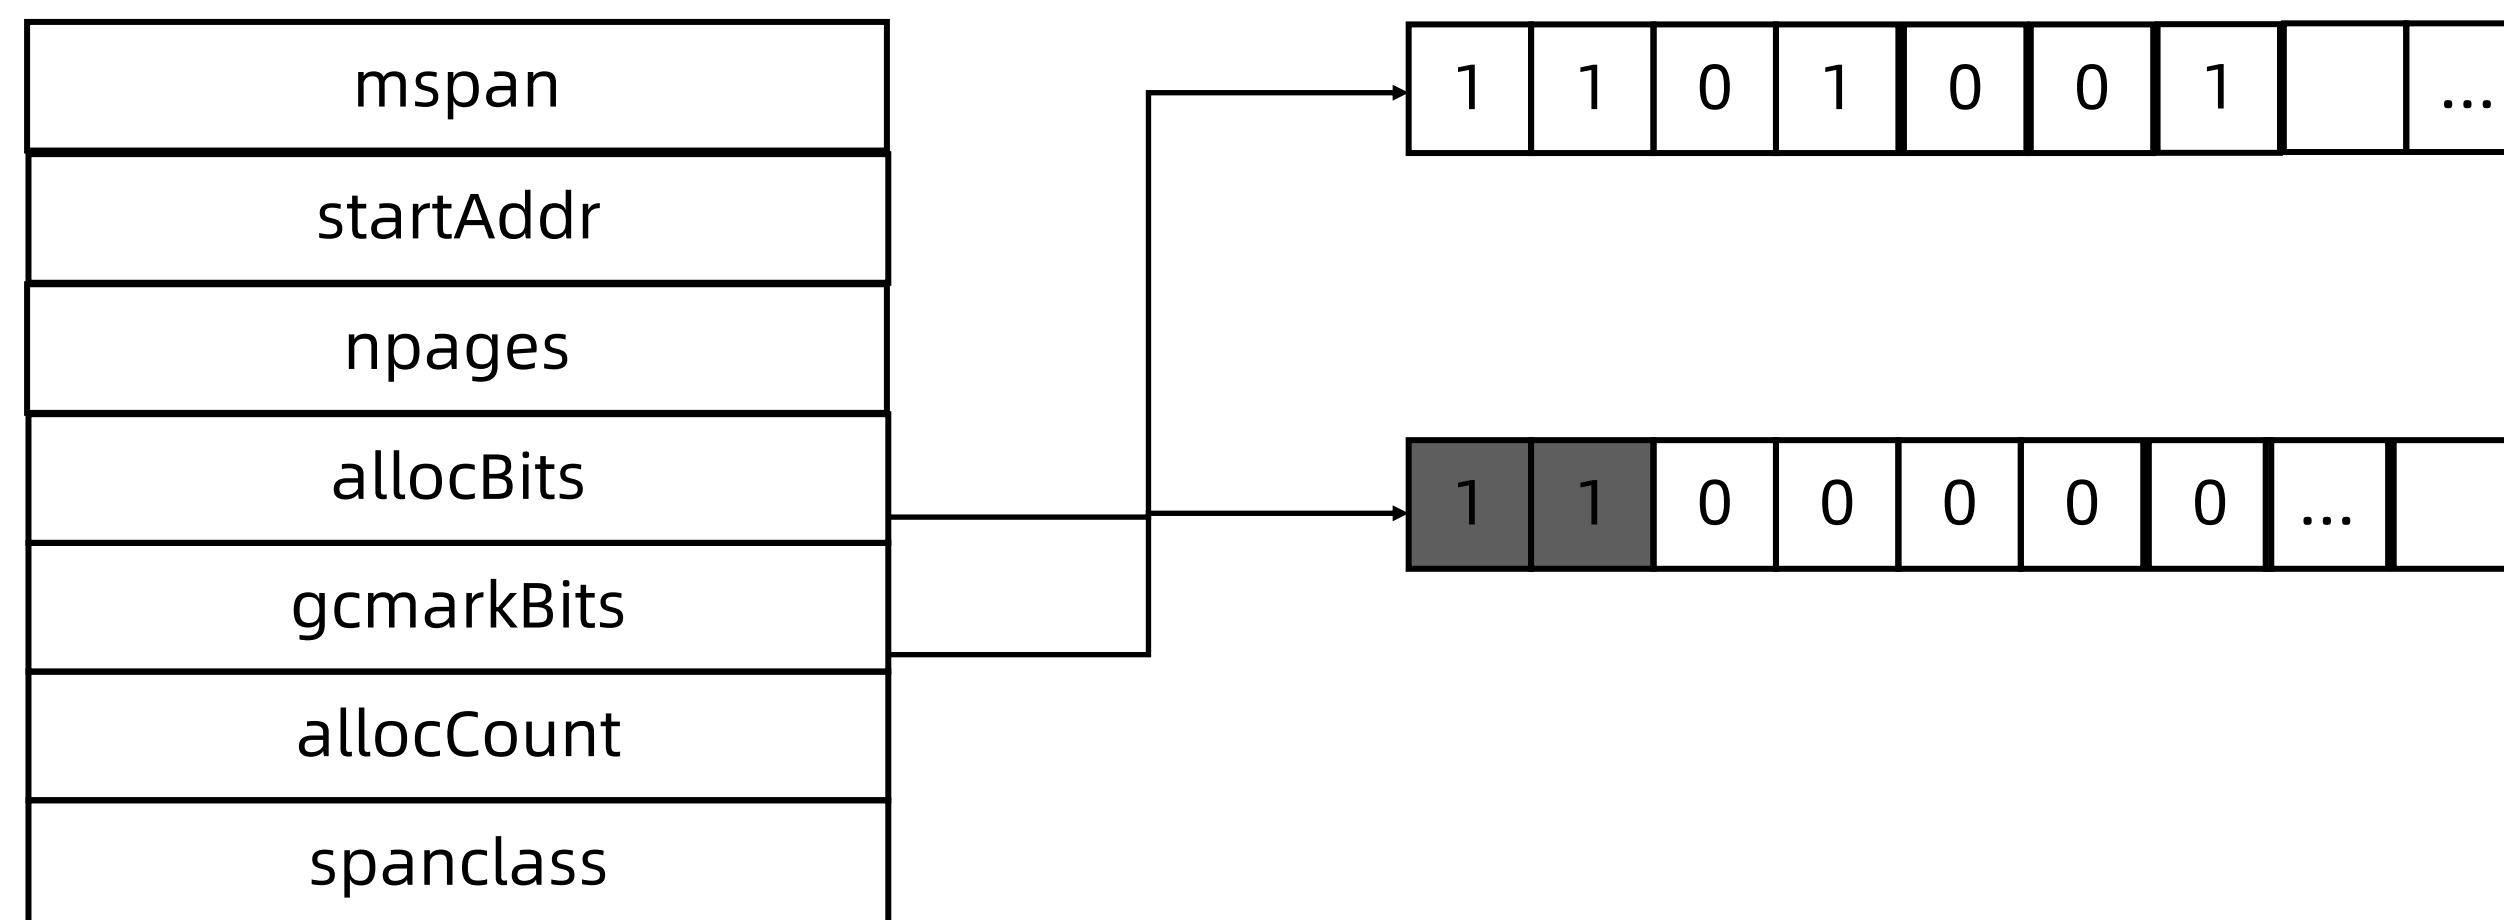 mspan
startAddr
npages
allocBits
gcmarkBits
allocCount
spanclass
1 1 0 1 0 0 1 ...
1 1 0 0 0 0 0 ...